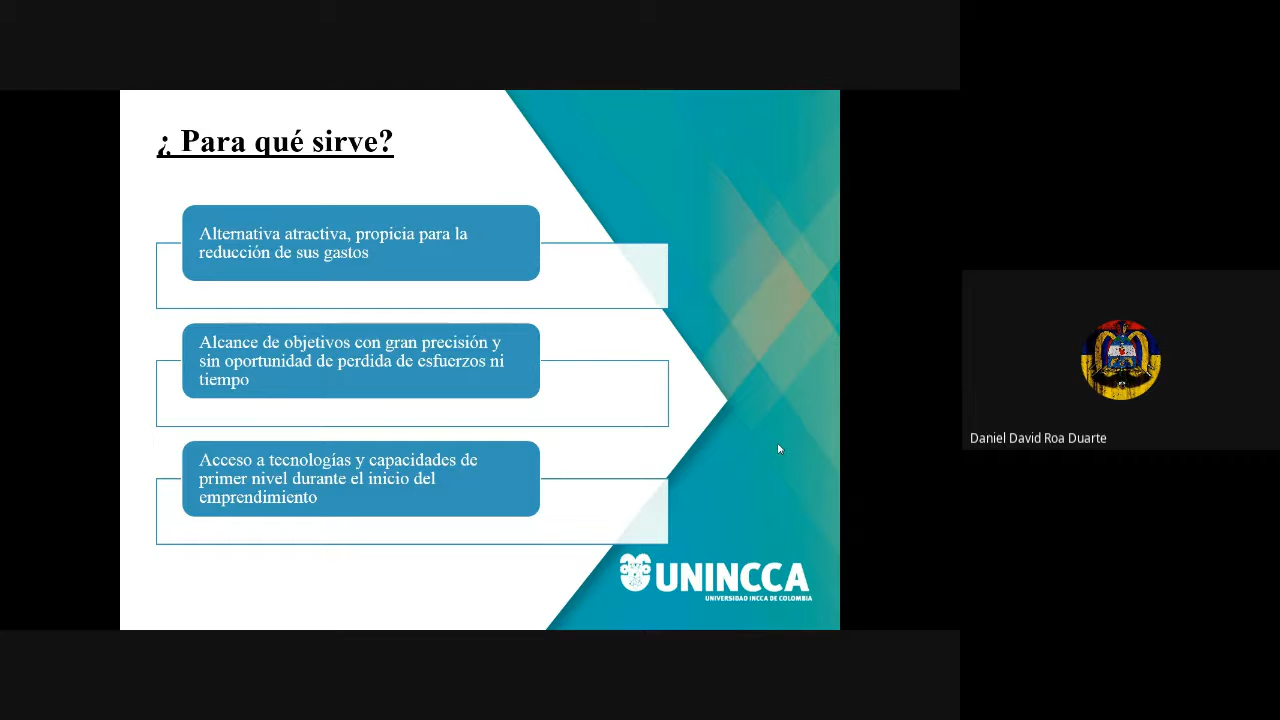 ¿ Para qué sirve?
Alternativa atractiva, propicia para la
reducción de sus gastos
Alcance de objetivos con gran precisión y
sin oportunidad de perdida de esfuerzos ni
tiempo
Acceso a tecnologías y capacidades de
primer nivel durante el inicio del
emprendimiento
UNINCCA
UNIVERSIDAD INCCA DE COLOMBIA
Daniel David Roa Duarte